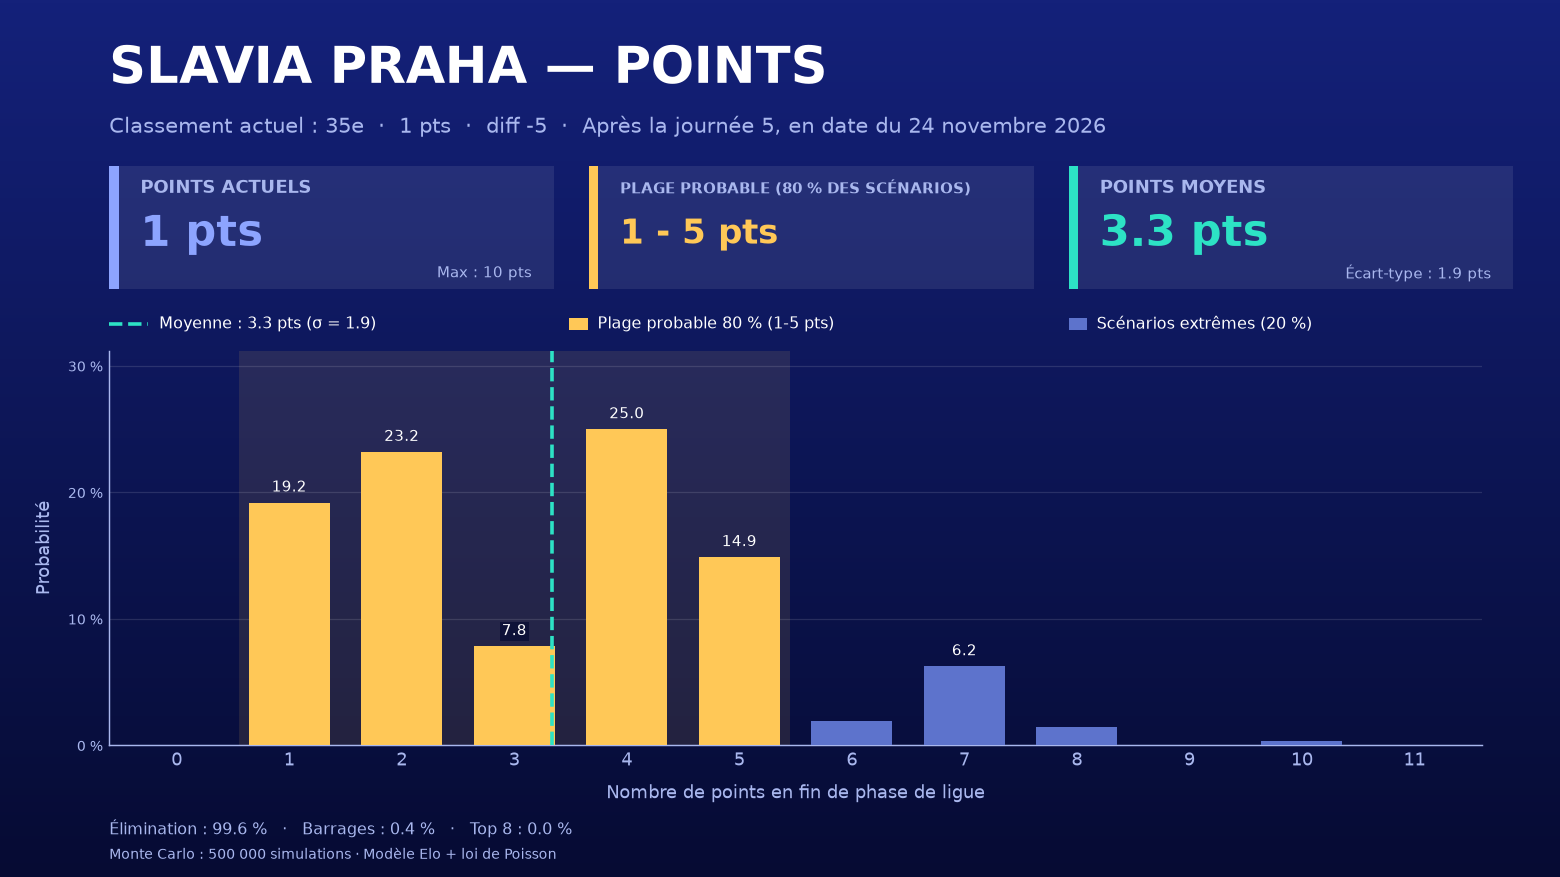 SLAVIA PRAHA — POINTS
Classement actuel : 35e · 1 pts · diff -5 · Après la journée 5, en date du 24 novembre 2026
POINTS ACTUELS
1 pts
Max : 10 pts
PLAGE PROBABLE (80 % DES SCÉNARIOS)
1 - 5 pts
POINTS MOYENS
3.3 pts
Écart-type : 1.9 pts
Moyenne : 3.3 pts (σ = 1.9)
Plage probable 80 % (1-5 pts)
Scénarios extrêmes (20 %)
Probabilité
30 %
20 %
10 %
0 %
19.2
23.2
7.8
25.0
14.9
6.2
0 1 2 3 4 5 6 7 8 9 10 11
Nombre de points en fin de phase de ligue
Élimination : 99.6 % · Barrages : 0.4 % · Top 8 : 0.0 %
Monte Carlo : 500 000 simulations · Modèle Elo + loi de Poisson